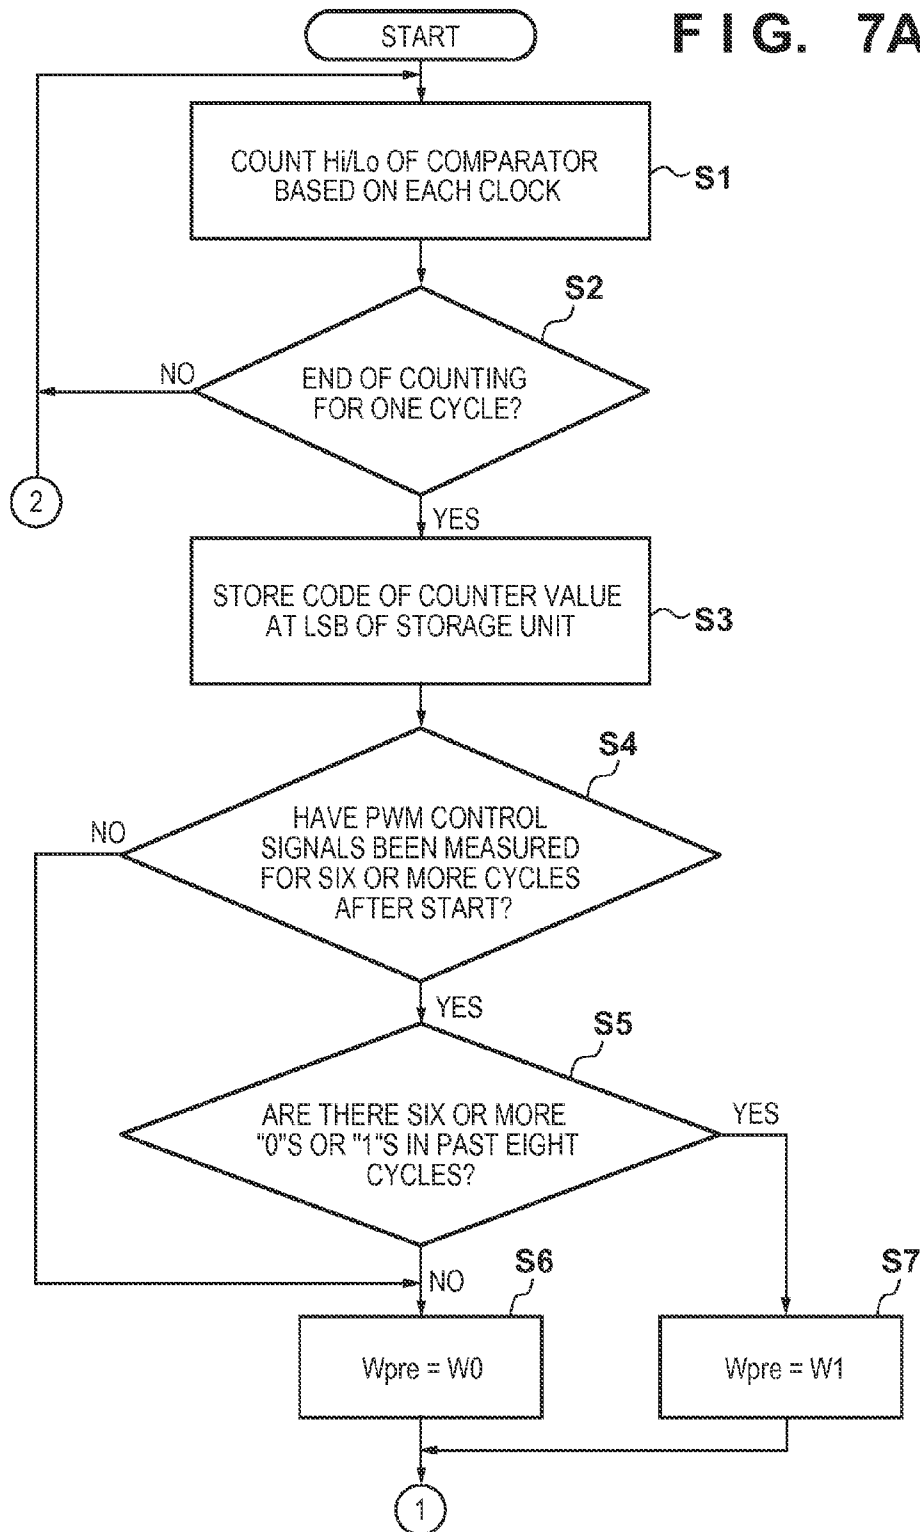 START
FIG. 7A
COUNT Hi/Lo OF COMPARATOR
BASED ON EACH CLOCK
S1
S2
NO
END OF COUNTING
FOR ONE CYCLE?
2
YES
STORE CODE OF COUNTER VALUE
AT LSB OF STORAGE UNIT
S3
S4
NO
HAVE PWM CONTROL
SIGNALS BEEN MEASURED
FOR SIX OR MORE CYCLES
AFTER START?
YES
S5
ARE THERE SIX OR MORE
"0"S OR "1"S IN PAST EIGHT
CYCLES?
YES
NO
S6
S7
Wpre = W0
Wpre = W1
1